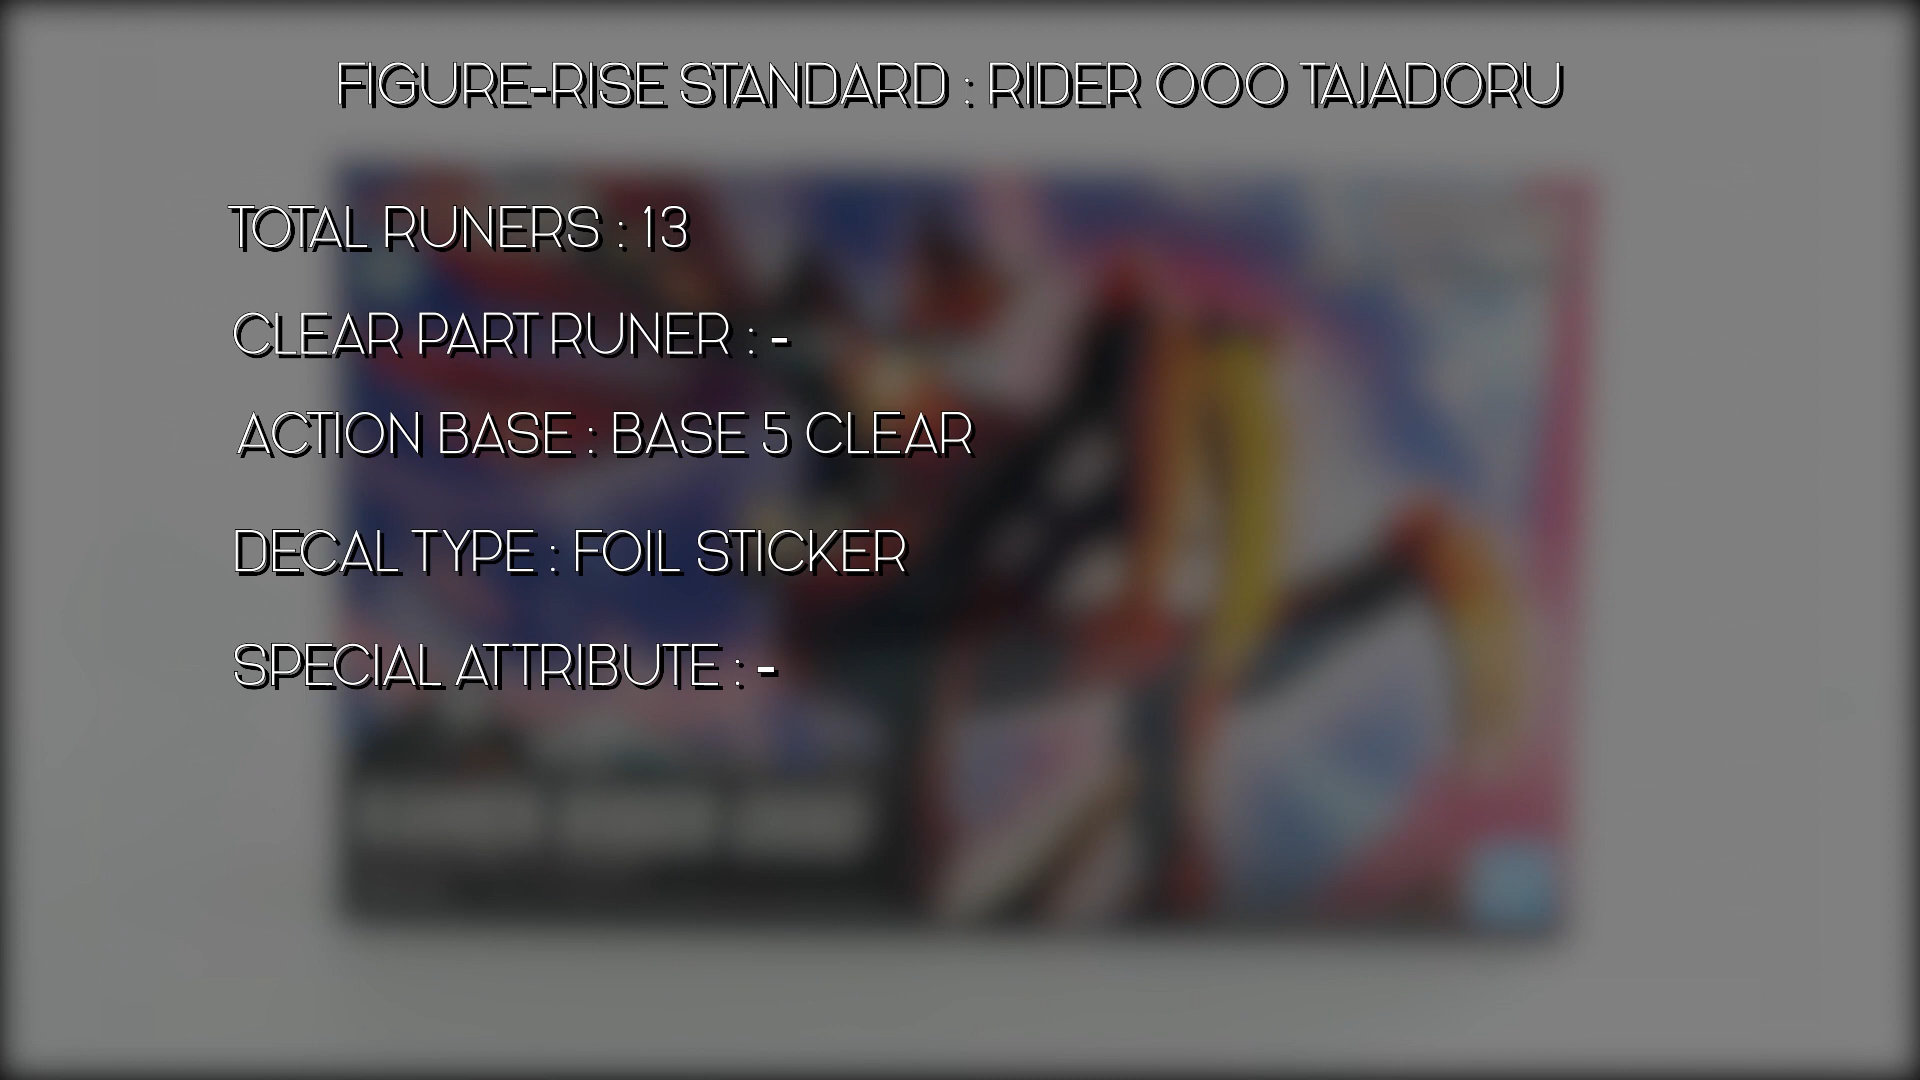 FIGURE-RISE STANDARD : RIDER OOO TAJADORU
TOTAL RUNERS : 13
CLEAR PART RUNER : -
ACTION BASE : BASE 5 CLEAR
DECAL TYPE : FOIL STICKER
SPECIAL ATTRIBUTE : -